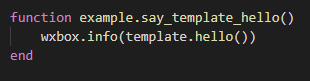 function example.say_template_hello()
    wxbox.info(template.hello())
end